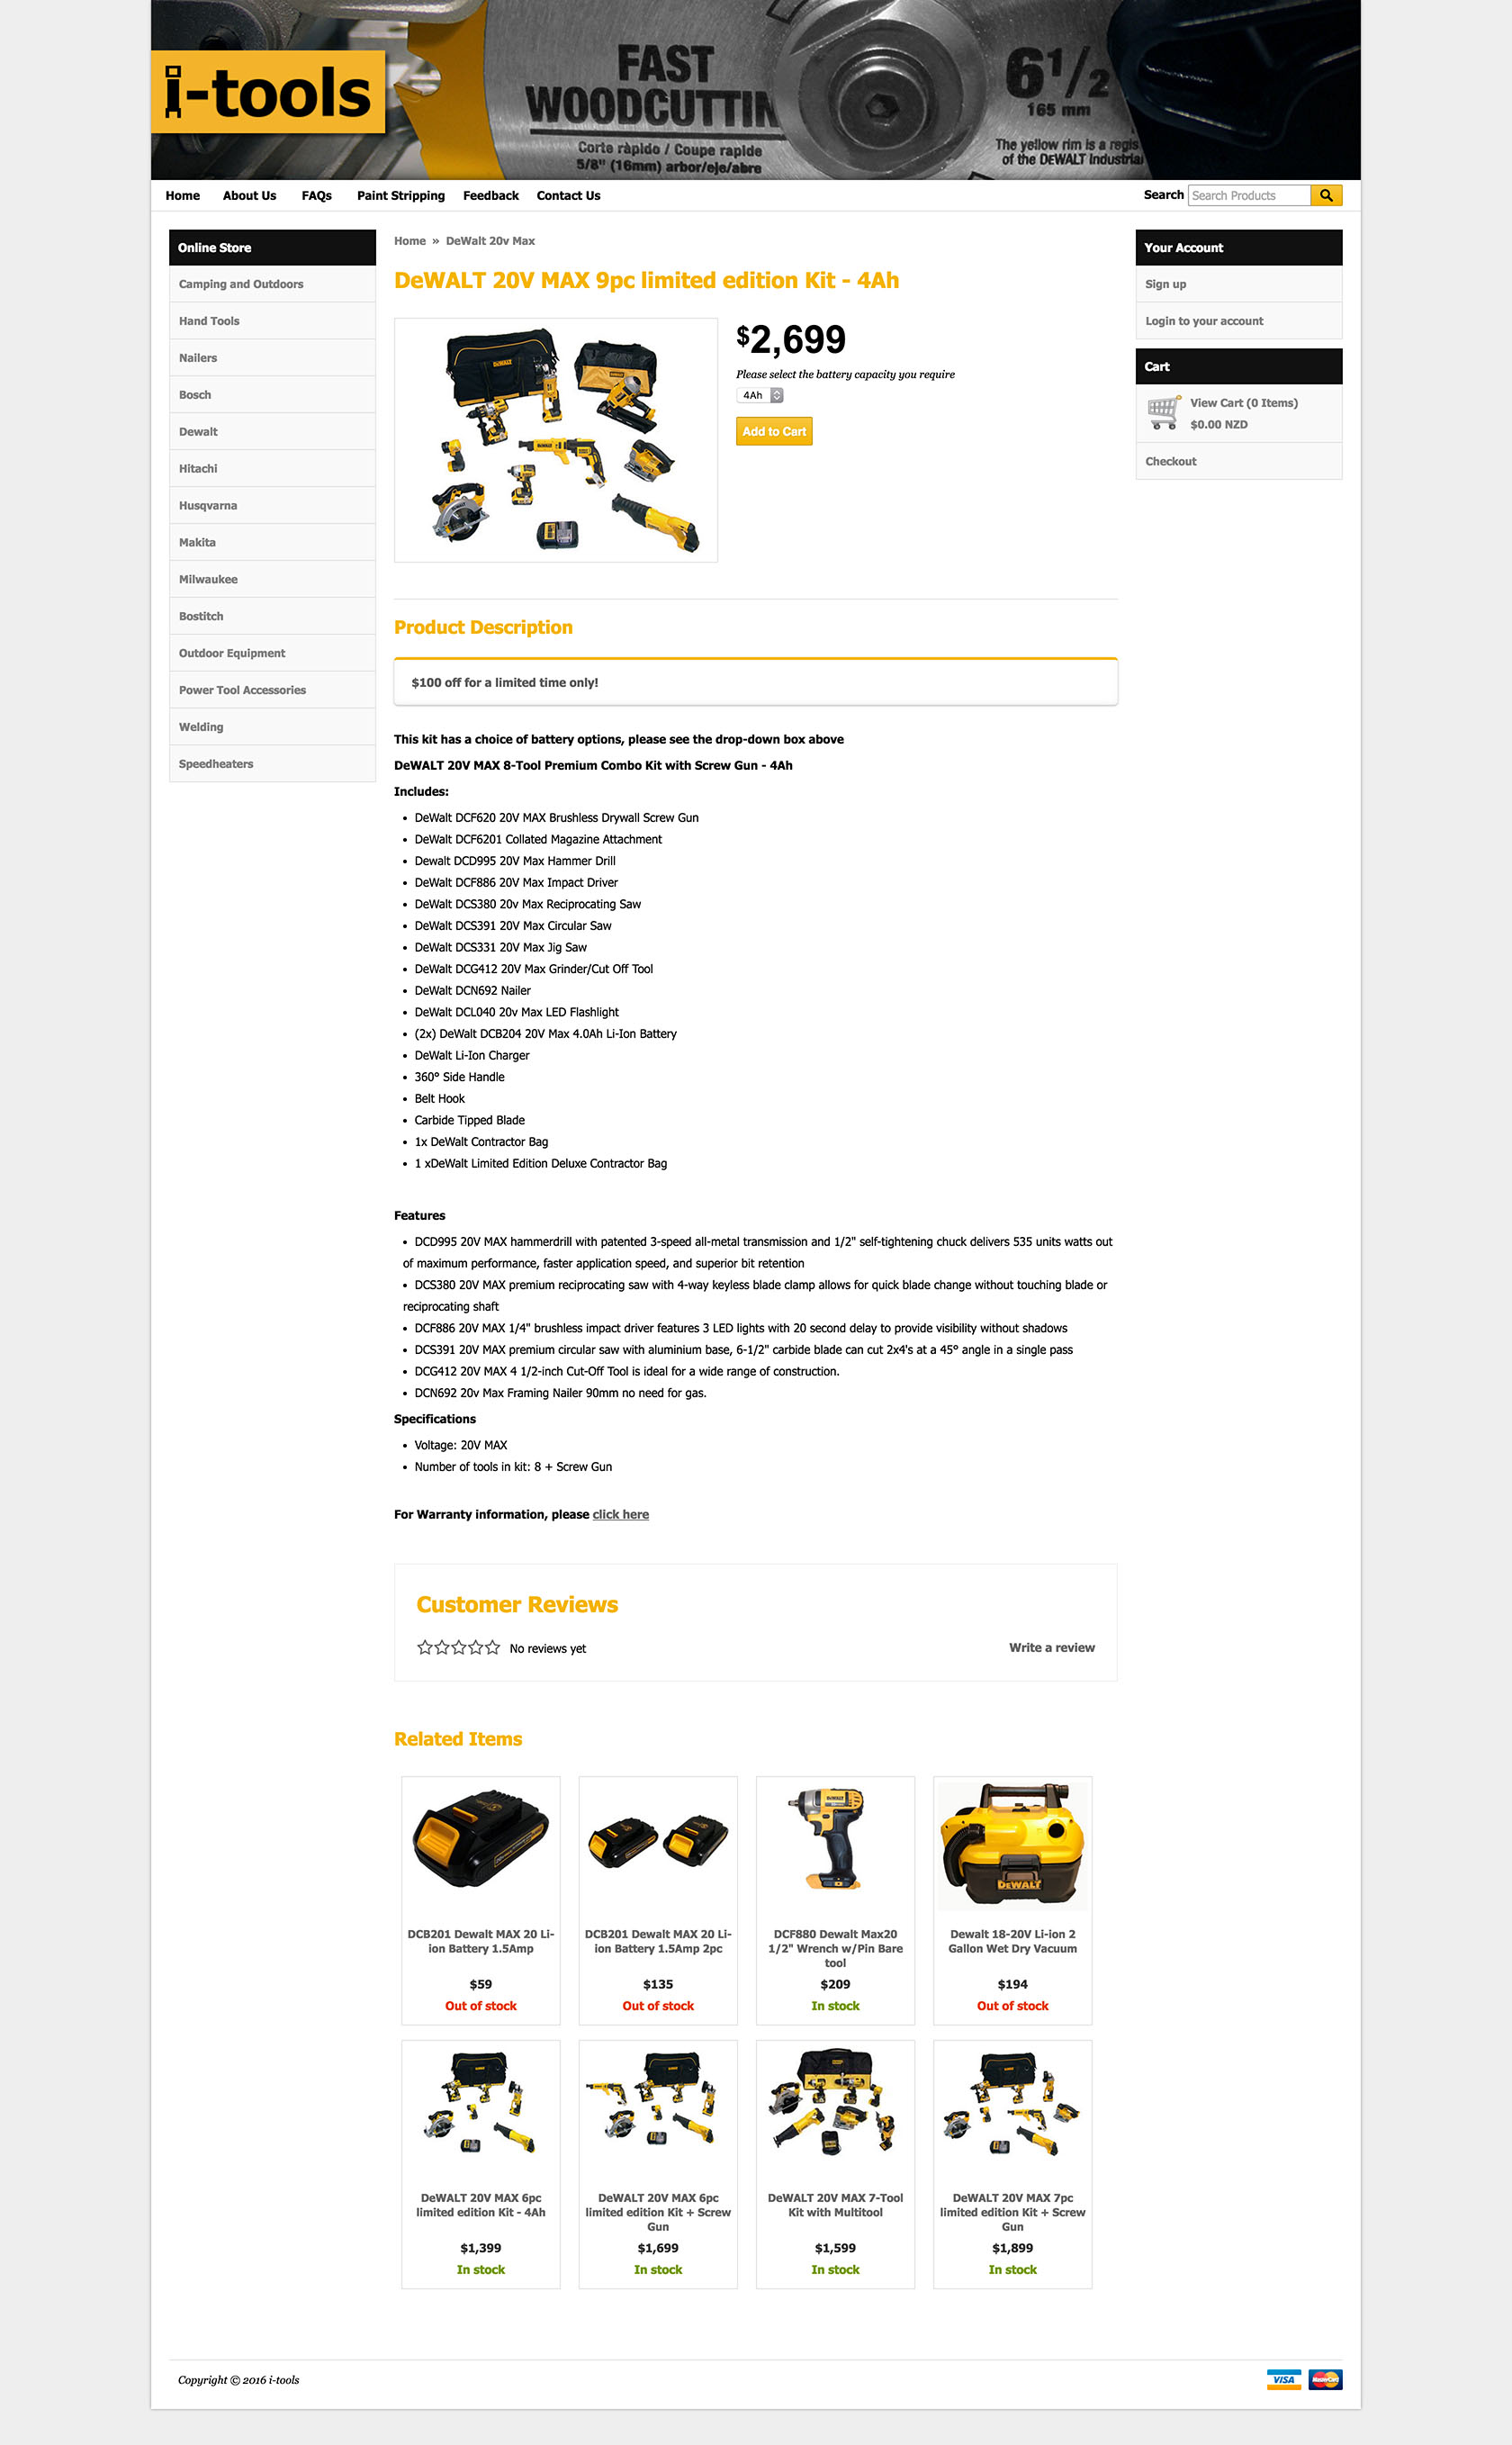 i-tools
FAST
WOODCUTTIN
Corte ràpido / Coupe rapide
5/8" (16mm) arbor/eje/abre
6 1/2
165 mm
The yellow rim is a regis
of the DEWALT Industrial
Home About Us FAQs Paint Stripping Feedback Contact Us
Search Search Products
Online Store
Camping and Outdoors
Hand Tools
Nailers
Bosch
Dewalt
Hitachi
Husqvarna
Makita
Milwaukee
Bostitch
Outdoor Equipment
Power Tool Accessories
Welding
Speedheaters
Home » DeWalt 20v Max
DeWALT 20V MAX 9pc limited edition Kit - 4Ah
$2,699
Please select the battery capacity you require
4Ah
Add to Cart
Your Account
Sign up
Login to your account
Cart
View Cart (0 Items)
$0.00 NZD
Checkout
Product Description
$100 off for a limited time only!
This kit has a choice of battery options, please see the drop-down box above
DeWALT 20V MAX 8-Tool Premium Combo Kit with Screw Gun - 4Ah
Includes:
• DeWalt DCF620 20V MAX Brushless Drywall Screw Gun
• DeWalt DCF6201 Collated Magazine Attachment
• Dewalt DCD995 20V Max Hammer Drill
• DeWalt DCF886 20V Max Impact Driver
• DeWalt DCS380 20v Max Reciprocating Saw
• DeWalt DCS391 20V Max Circular Saw
• DeWalt DCS331 20V Max Jig Saw
• DeWalt DCG412 20V Max Grinder/Cut Off Tool
• DeWalt DCN692 Nailer
• DeWalt DCL040 20v Max LED Flashlight
• (2x) DeWalt DCB204 20V Max 4.0Ah Li-Ion Battery
• DeWalt Li-Ion Charger
• 360° Side Handle
• Belt Hook
• Carbide Tipped Blade
• 1x DeWalt Contractor Bag
• 1 xDeWalt Limited Edition Deluxe Contractor Bag
Features
• DCD995 20V MAX hammerdrill with patented 3-speed all-metal transmission and 1/2" self-tightening chuck delivers 535 units watts out
of maximum performance, faster application speed, and superior bit retention
• DCS380 20V MAX premium reciprocating saw with 4-way keyless blade clamp allows for quick blade change without touching blade or
reciprocating shaft
• DCF886 20V MAX 1/4" brushless impact driver features 3 LED lights with 20 second delay to provide visibility without shadows
• DCS391 20V MAX premium circular saw with aluminium base, 6-1/2" carbide blade can cut 2x4's at a 45° angle in a single pass
• DCG412 20V MAX 4 1/2-inch Cut-Off Tool is ideal for a wide range of construction.
• DCN692 20v Max Framing Nailer 90mm no need for gas.
Specifications
• Voltage: 20V MAX
• Number of tools in kit: 8 + Screw Gun
For Warranty information, please click here
Customer Reviews
No reviews yet
Write a review
Related Items
DEWALT
DCB201 Dewalt MAX 20 Li-
ion Battery 1.5Amp
$59
Out of stock
DCB201 Dewalt MAX 20 Li-
ion Battery 1.5Amp 2pc
$135
Out of stock
DCF880 Dewalt Max20
1/2" Wrench w/Pin Bare
tool
$209
In stock
Dewalt 18-20V Li-ion 2
Gallon Wet Dry Vacuum
$194
Out of stock
DeWALT 20V MAX 6pc
limited edition Kit - 4Ah
$1,399
In stock
DeWALT 20V MAX 6pc
limited edition Kit + Screw
Gun
$1,699
In stock
DeWALT 20V MAX 7-Tool
Kit with Multitool
$1,599
In stock
DeWALT 20V MAX 7pc
limited edition Kit + Screw
Gun
$1,899
In stock
Copyright © 2016 i-tools
VISA
MasterCard